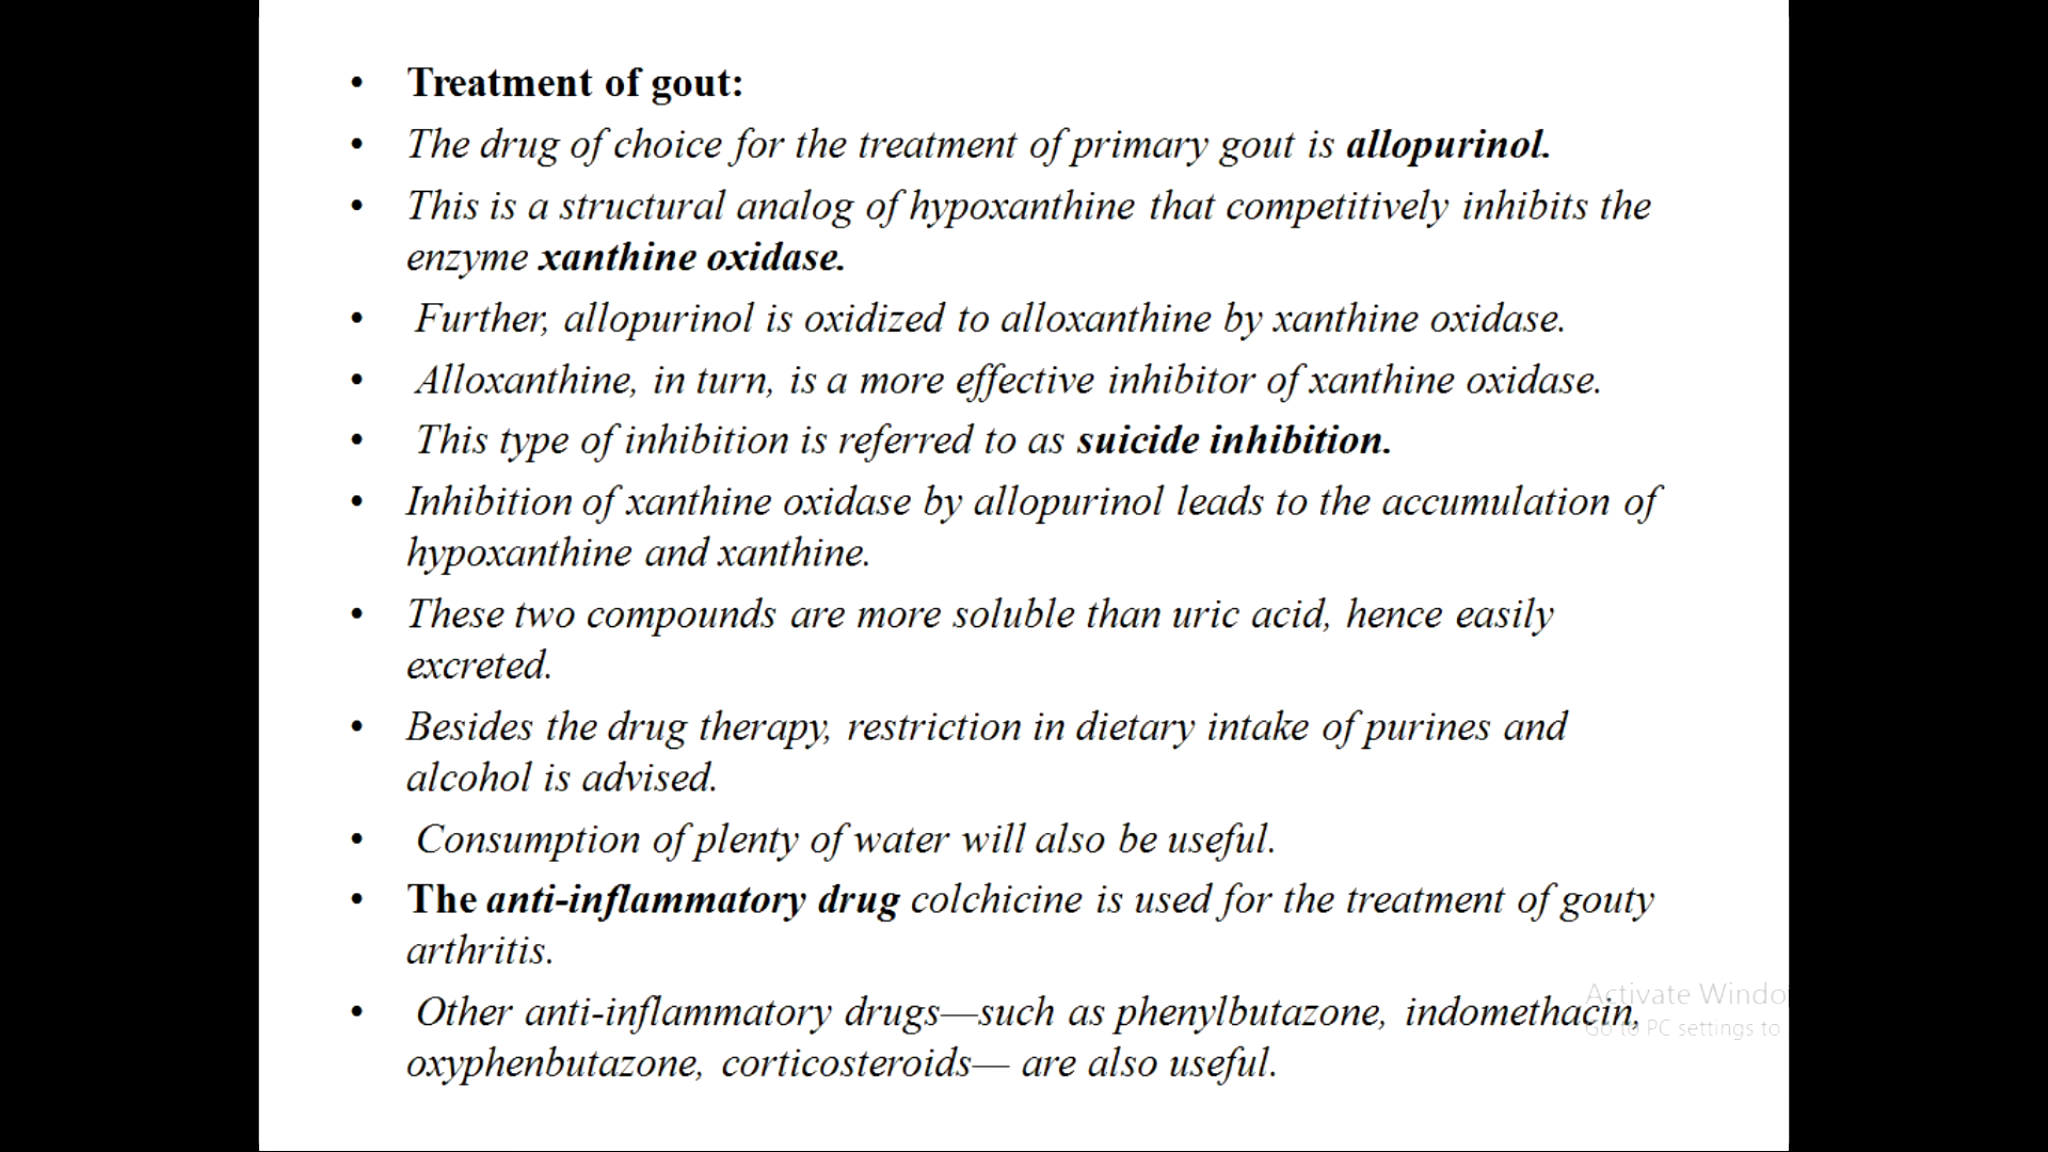 • Treatment of gout:
• The drug of choice for the treatment of primary gout is allopurinol.
• This is a structural analog of hypoxanthine that competitively inhibits the
enzyme xanthine oxidase.
• Further, allopurinol is oxidized to alloxanthine by xanthine oxidase.
• Alloxanthine, in turn, is a more effective inhibitor of xanthine oxidase.
• This type of inhibition is referred to as suicide inhibition.
• Inhibition of xanthine oxidase by allopurinol leads to the accumulation of
hypoxanthine and xanthine.
• These two compounds are more soluble than uric acid, hence easily
excreted.
• Besides the drug therapy, restriction in dietary intake of purines and
alcohol is advised.
• Consumption of plenty of water will also be useful.
• The anti-inflammatory drug colchicine is used for the treatment of gouty
arthritis.
• Other anti-inflammatory drugs—such as phenylbutazone, indomethacin,
oxyphenbutazone, corticosteroids— are also useful.
Activate Windo
Go to PC settings to